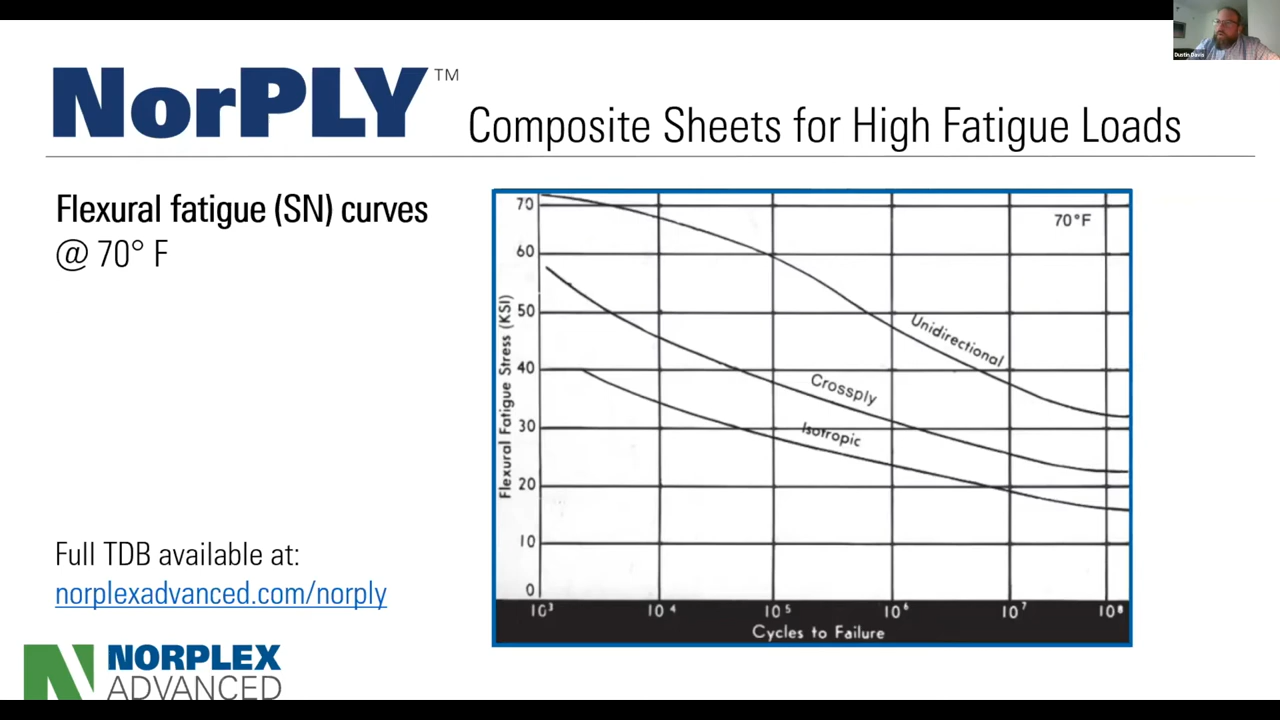 Dustin Davis
NorPLY™ Composite Sheets for High Fatigue Loads
Flexural fatigue (SN) curves
@ 70° F
Full TDB available at:
norplexadvanced.com/norply
NORPLEX
ADVANCED
70°F
Flexural Fatigue Stress (KSI)
70
60
50
40
30
20
10
0
Unidirectional
Crossply
Isotropic
10³ 10⁴ 10⁵ 10⁶ 10⁷ 10⁸
Cycles to Failure